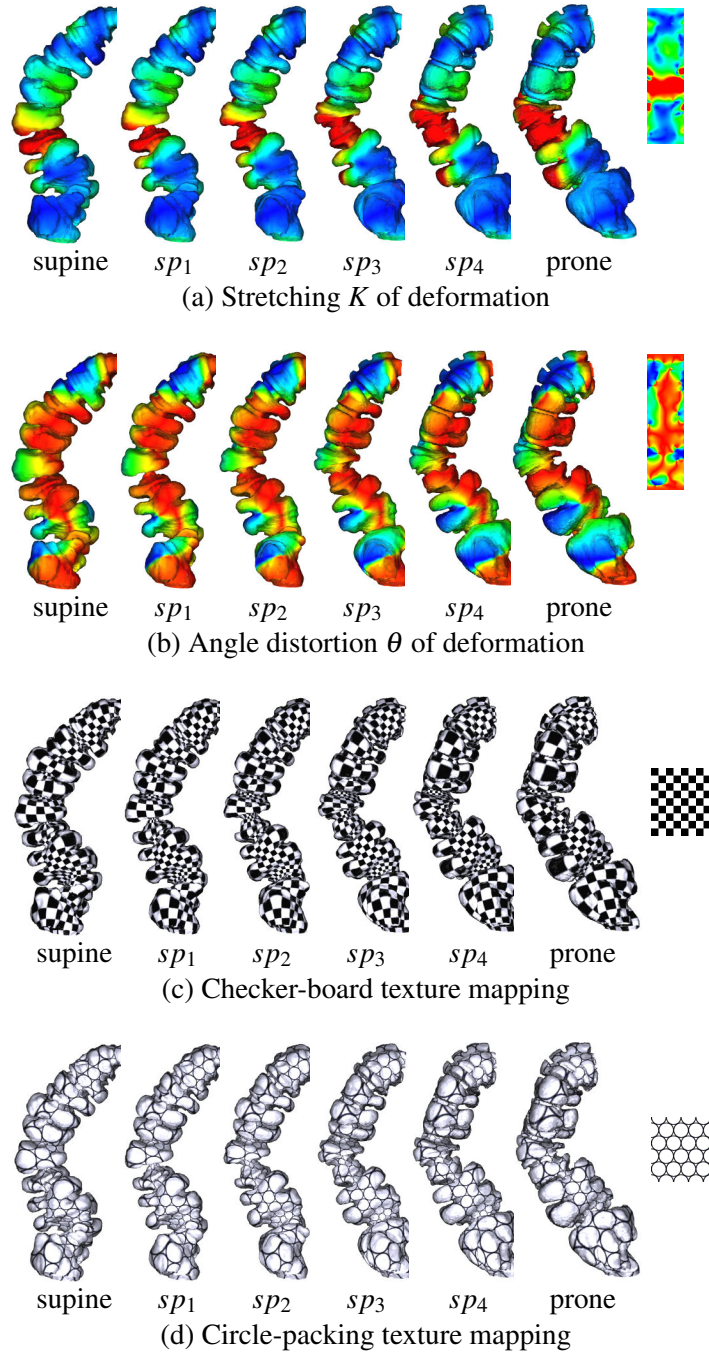 supine sp₁ sp₂ sp₃ sp₄ prone
(a) Stretching K of deformation
supine sp₁ sp₂ sp₃ sp₄ prone
(b) Angle distortion θ of deformation
supine sp₁ sp₂ sp₃ sp₄ prone
(c) Checker-board texture mapping
supine sp₁ sp₂ sp₃ sp₄ prone
(d) Circle-packing texture mapping